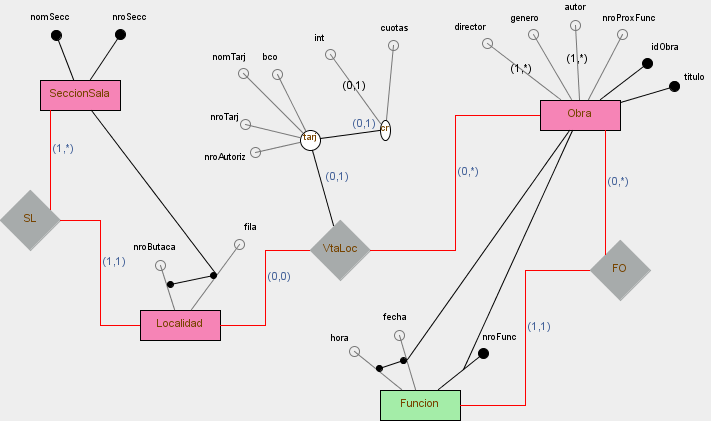 nomSecc
nroSecc
SeccionSala
(1,*)
SL
(1,1)
nroButaca
fila
Localidad
(0,0)
nomTarj
bco
nroTarj
nroAutoriz
tarj
int
cuotas
(0,1)
(0,1)
cr
(0,1)
VtaLoc
(0,*)
director
genero
autor
nroProxFunc
idObra
titulo
(1,*)
(1,*)
Obra
(0,*)
FO
(1,1)
hora
fecha
nroFunc
Funcion